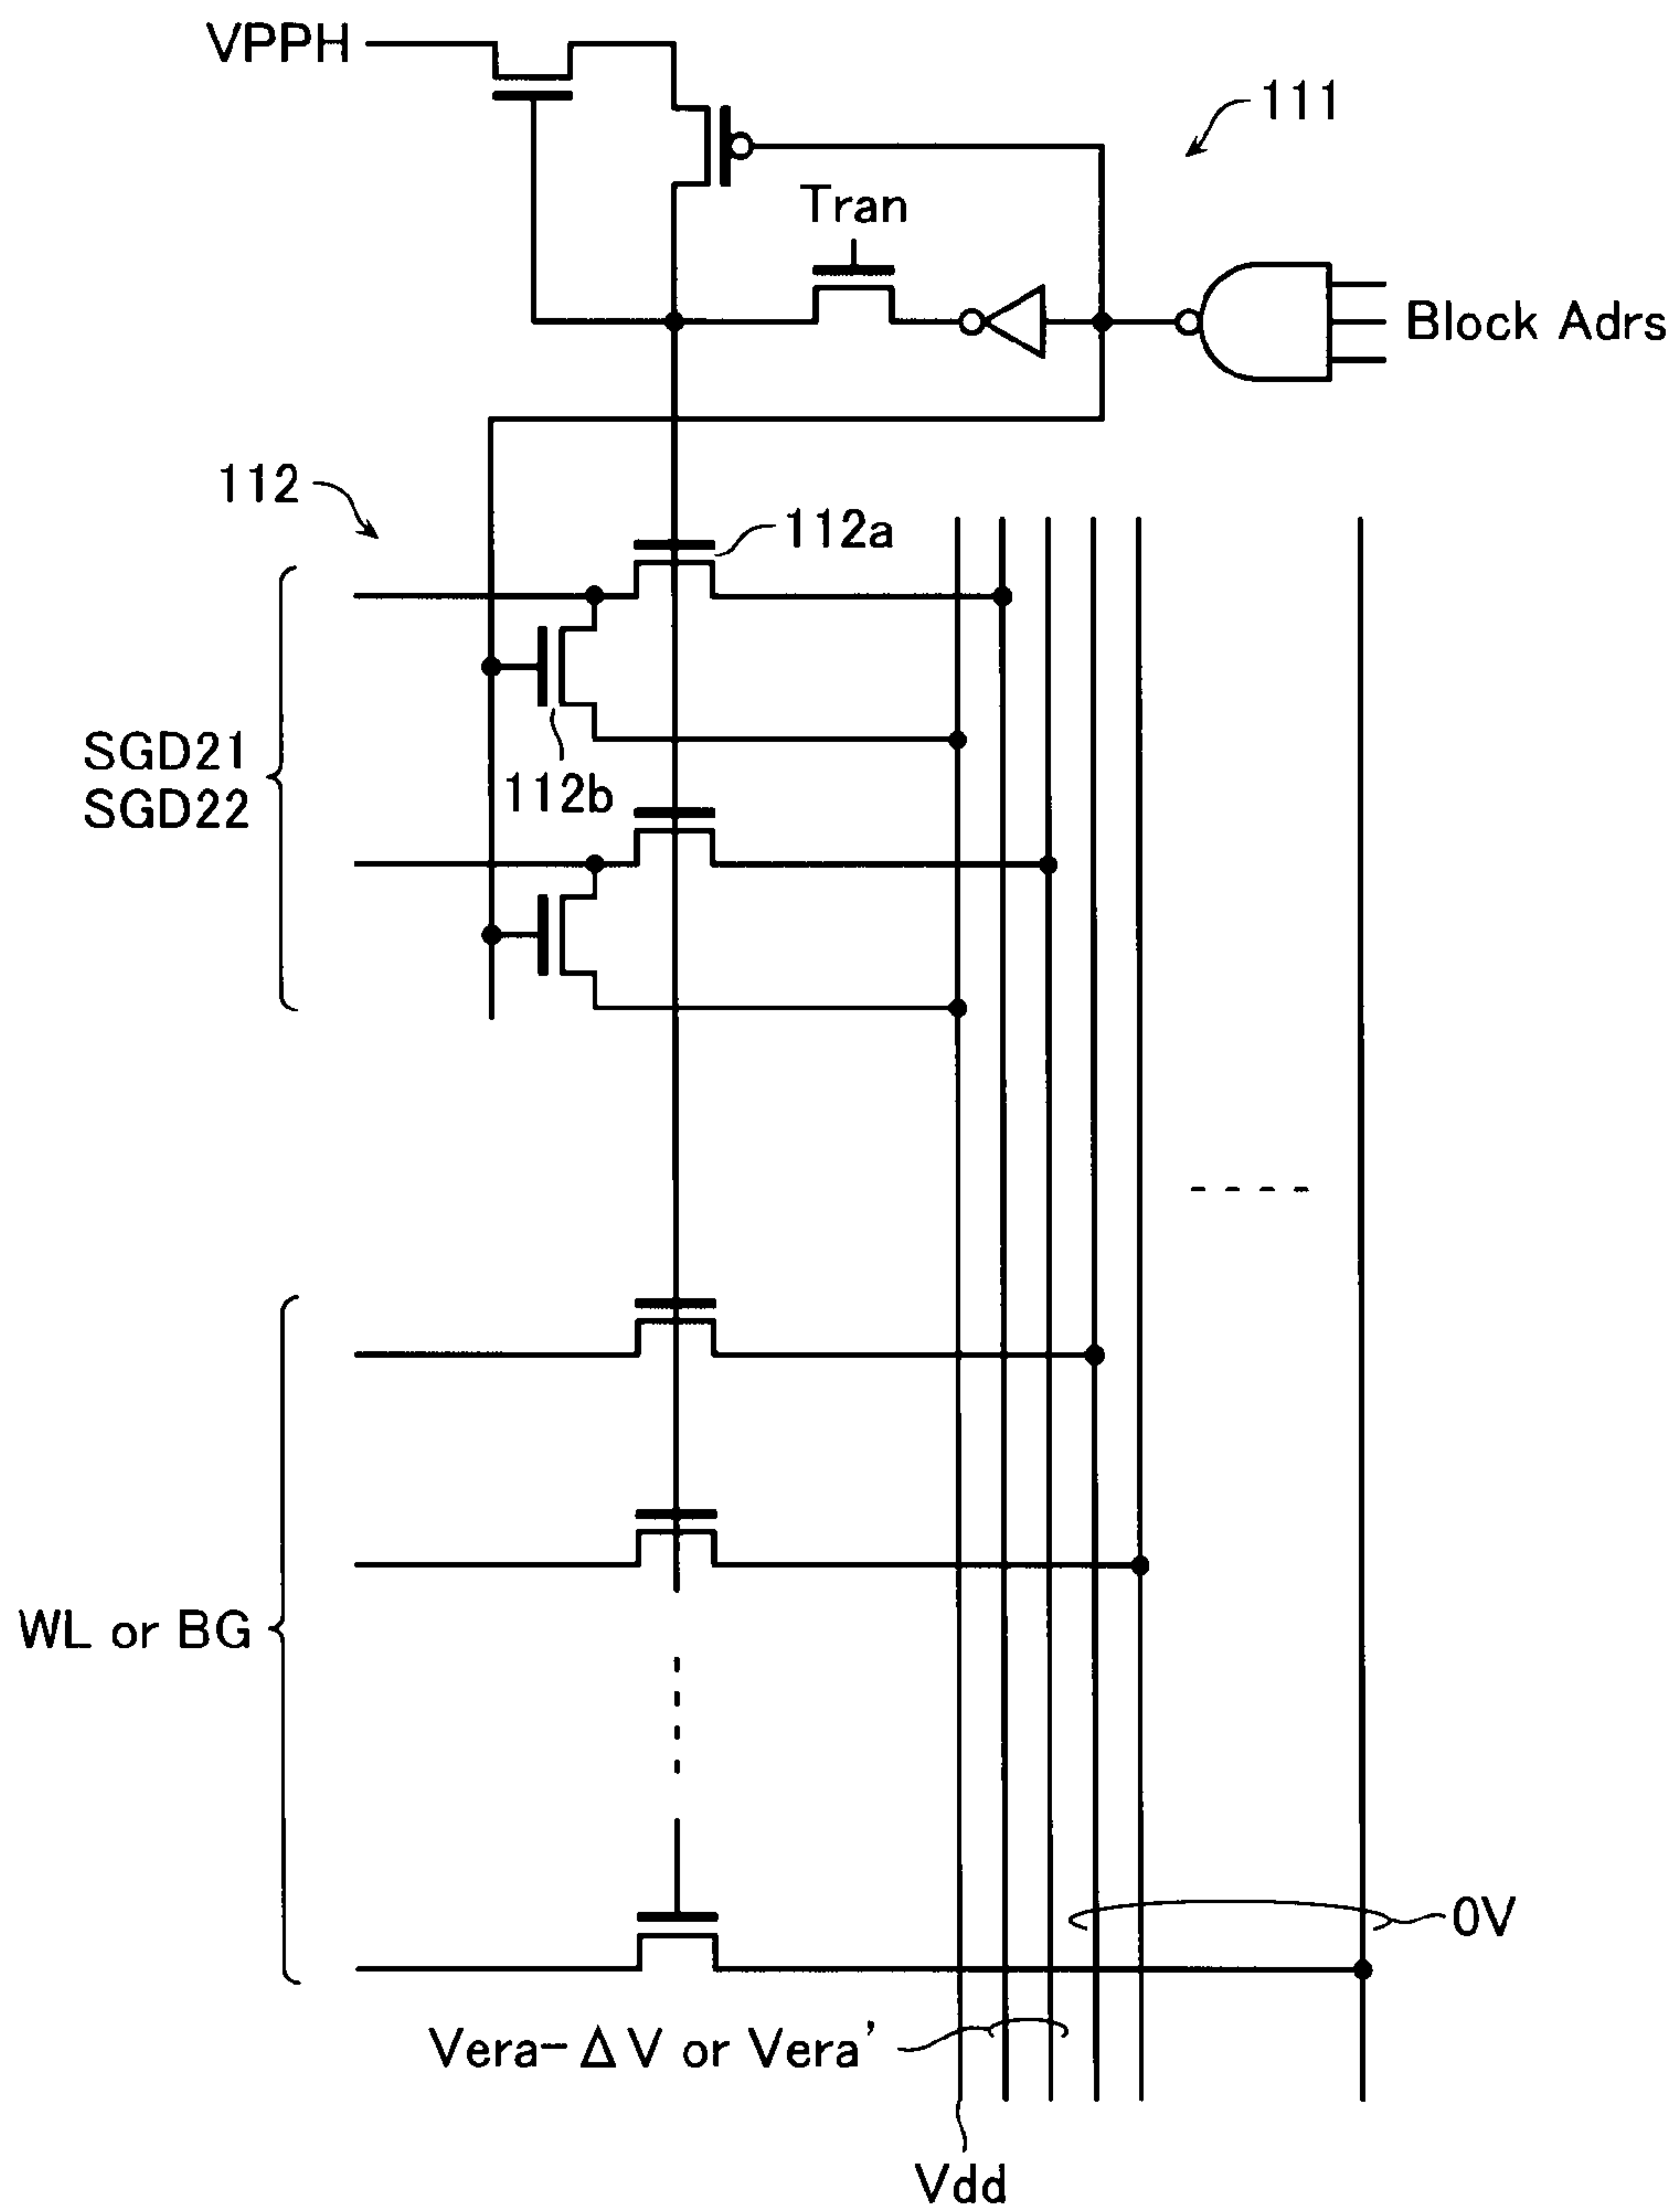 VPPH
111
Tran
Block Adrs
112
112a
SGD21
SGD22
112b
WL or BG
0V
Vera-ΔV or Vera'
Vdd